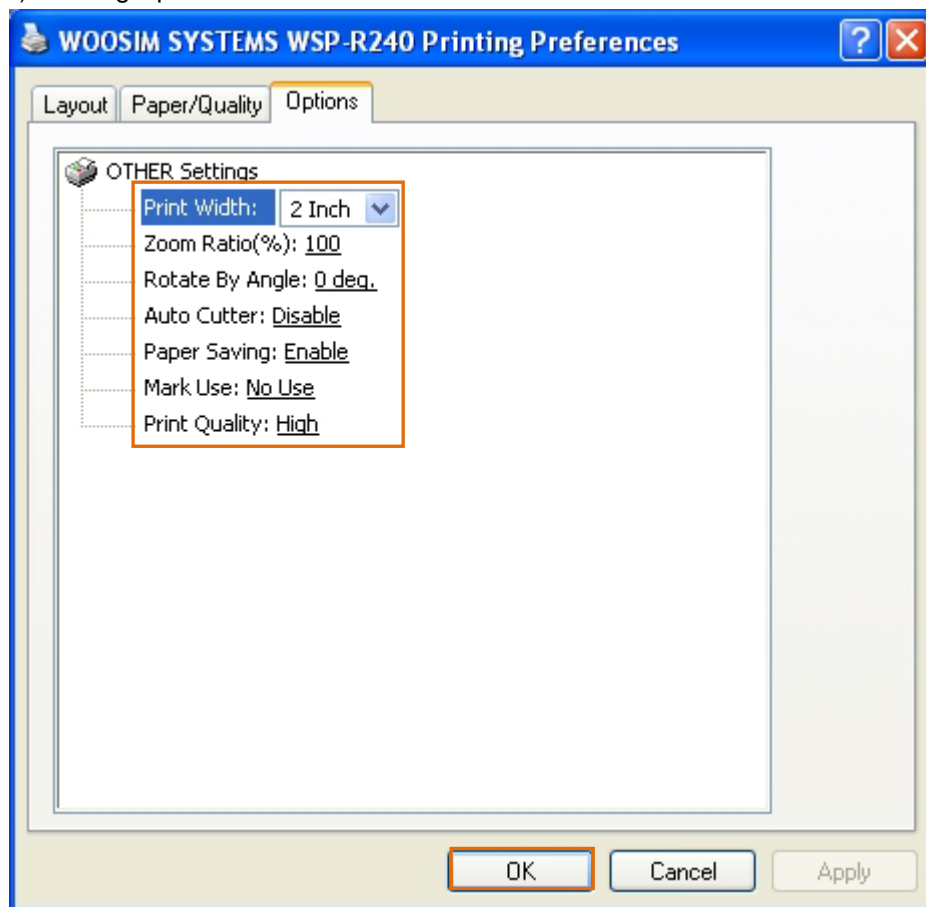 WOOSIM SYSTEMS WSP-R240 Printing Preferences
Layout Paper/Quality Options
OTHER Settings
Print Width: 2 Inch
Zoom Ratio(%): 100
Rotate By Angle: 0 deg.
Auto Cutter: Disable
Paper Saving: Enable
Mark Use: No Use
Print Quality: High
OK Cancel Apply